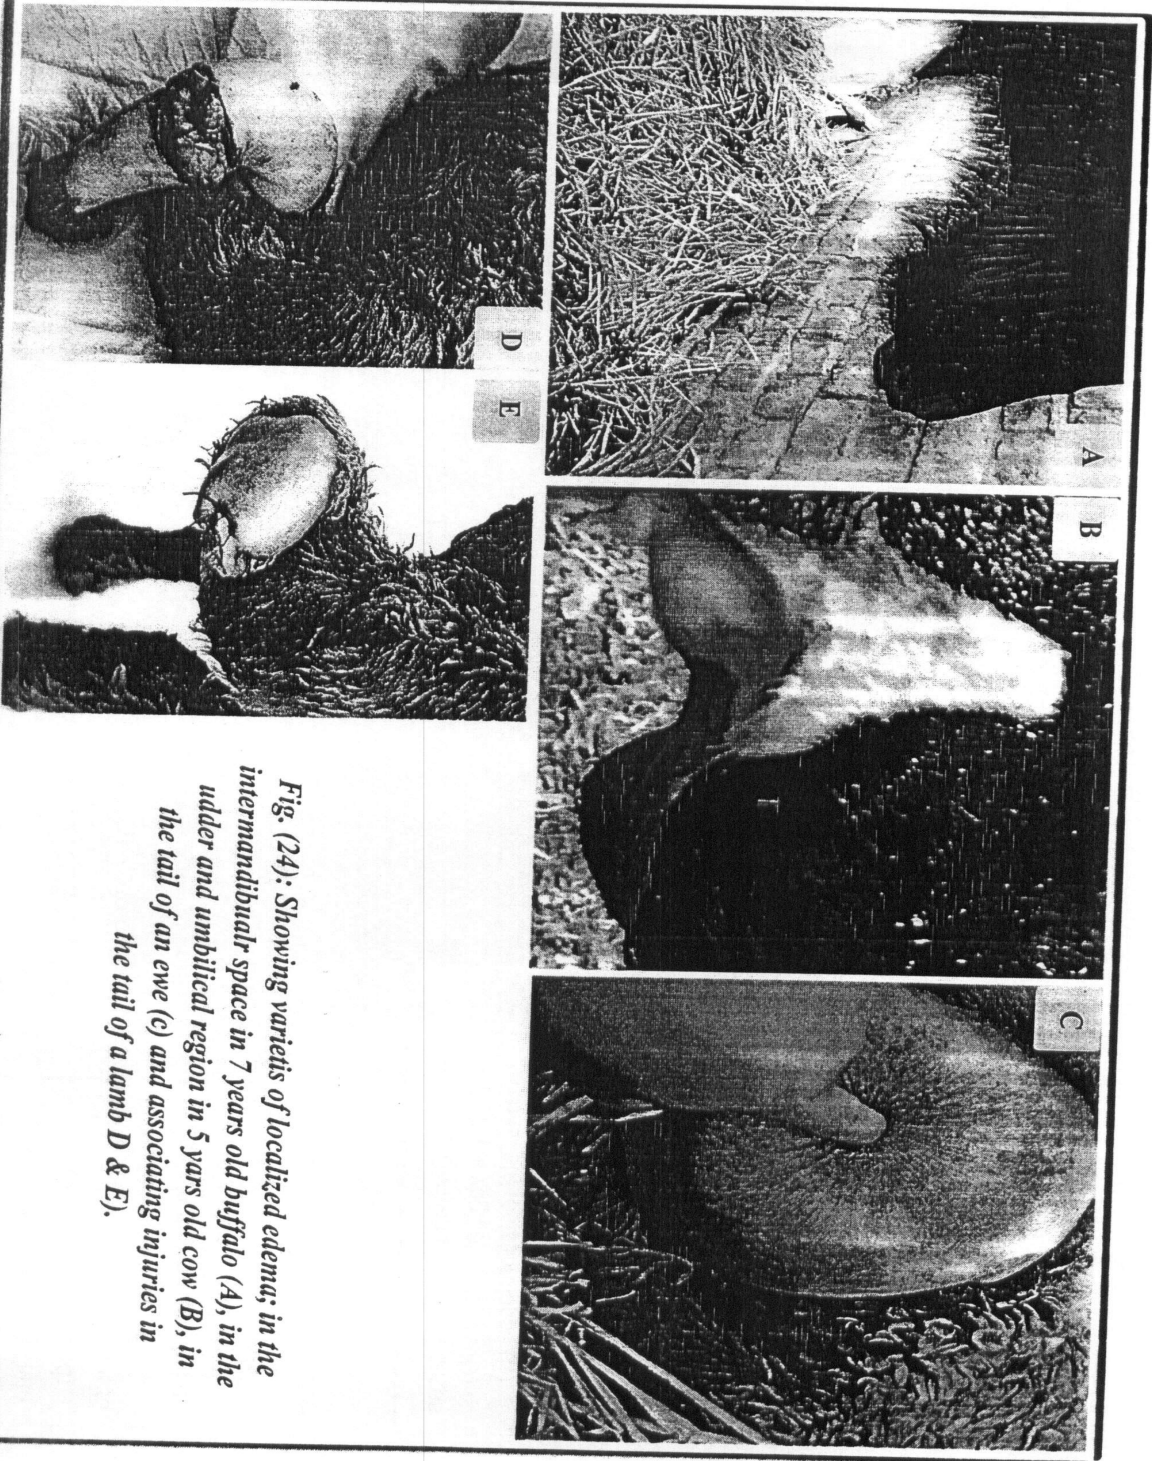 A
B
C
D
E
Fig. (24): Showing varietis of localized edema; in the
intermandibualr space in 7 years old buffalo (A), in the
udder and umbilical region in 5 yars old cow (B), in
the tail of an ewe (c) and associating injuries in
the tail of a lamb D & E).